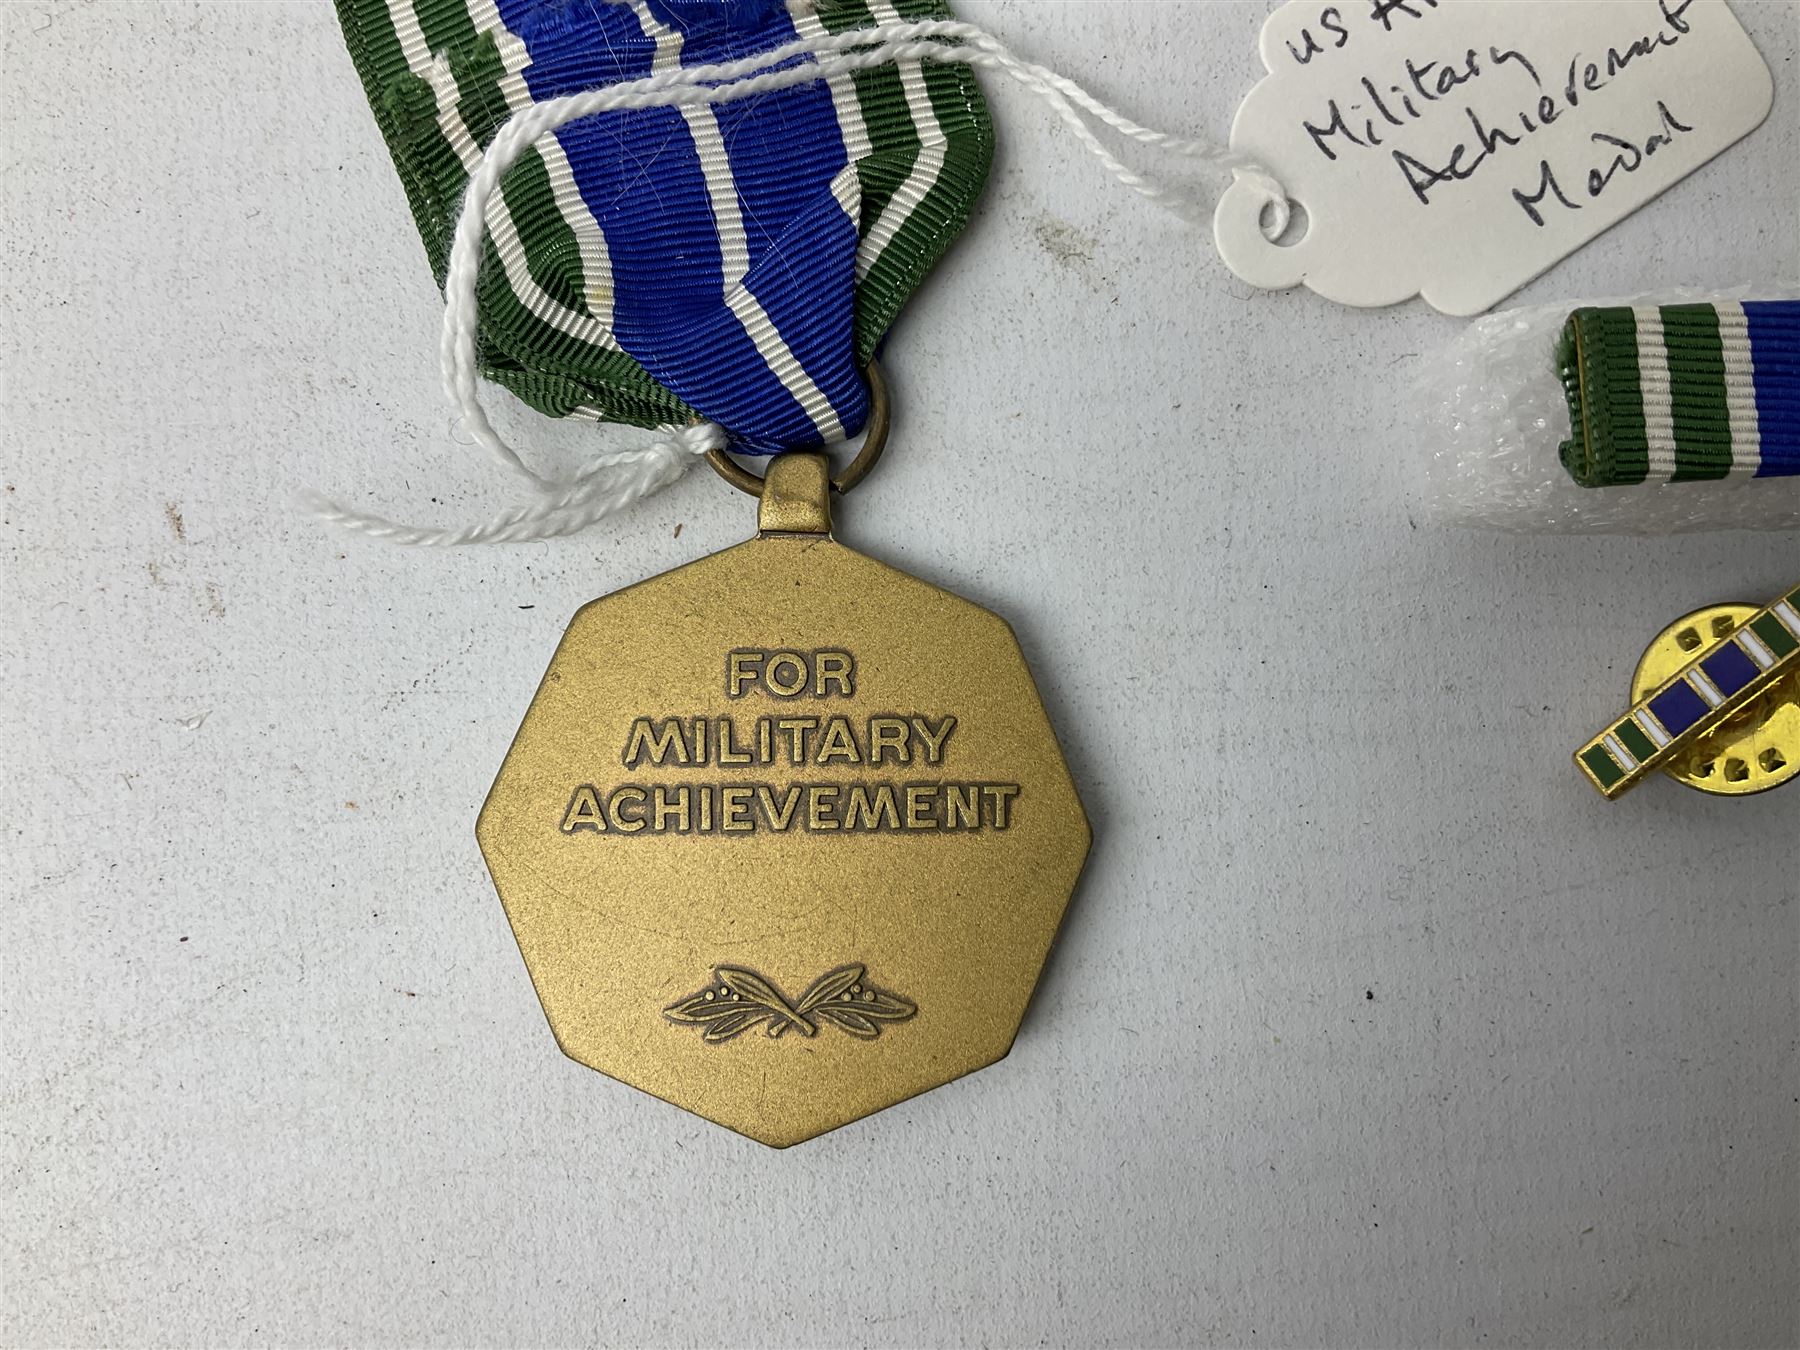 US
Military
Achievement
Medal
FOR
MILITARY
ACHIEVEMENT